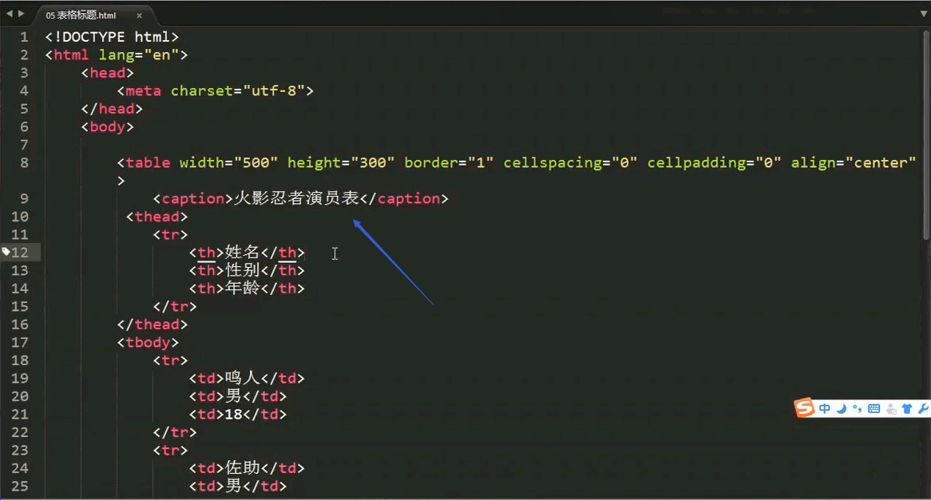 05 表格标题.html ×
1 <!DOCTYPE html>
2 <html lang="en">
3 <head>
4 <meta charset="utf-8">
5 </head>
6 <body>
7
8 <table width="500" height="300" border="1" cellspacing="0" cellpadding="0" align="center"
>
9 <caption>火影忍者演员表</caption>
10 <thead>
11 <tr>
12 <th>姓名</th>
13 <th>性别</th>
14 <th>年龄</th>
15 </tr>
16 </thead>
17 <tbody>
18 <tr>
19 <td>鸣人</td>
20 <td>男</td>
21 <td>18</td>
22 </tr>
23 <tr>
24 <td>佐助</td>
25 <td>男</td>
S 中